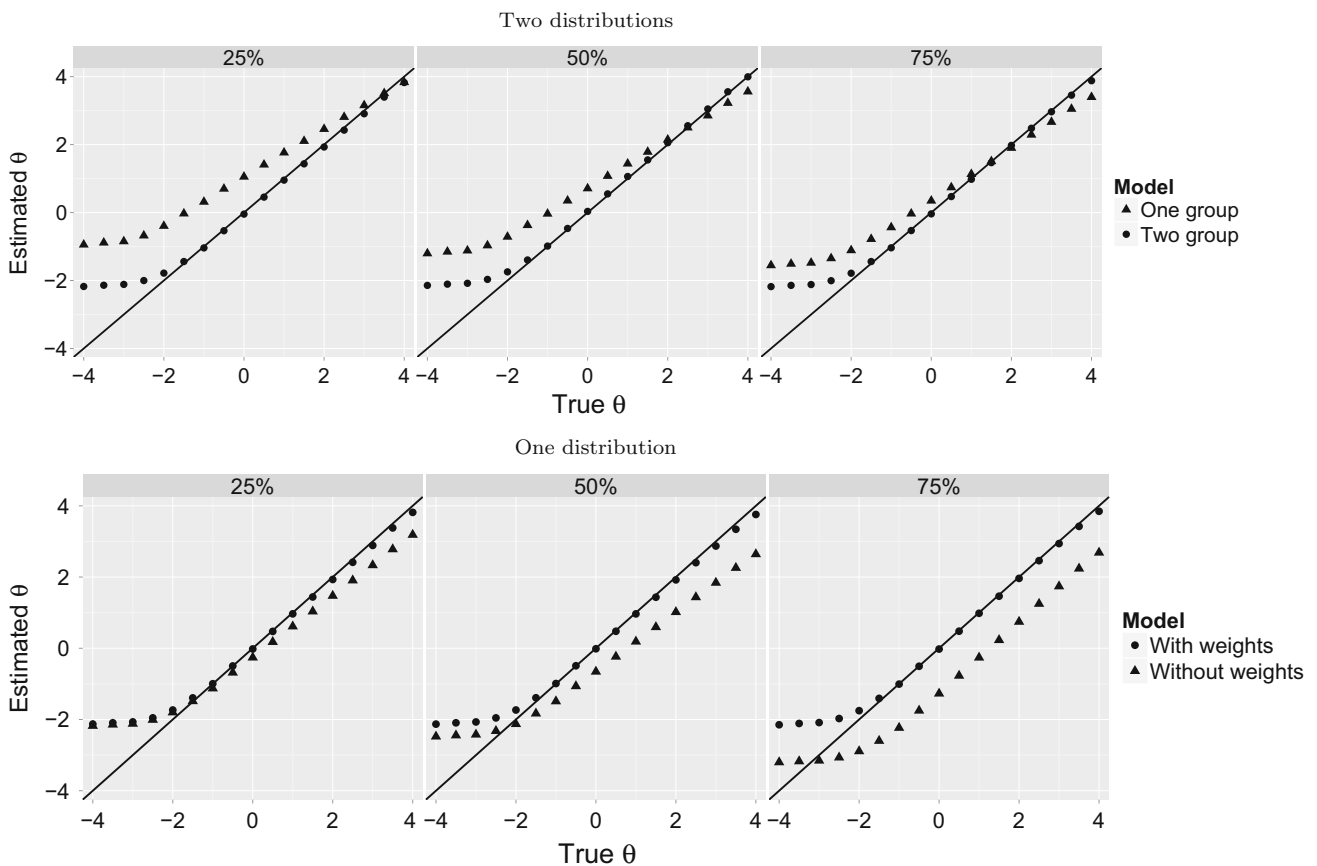 Two distributions
25% 50% 75%
4
2
0
−2
−4
Estimated θ
−4 −2 0 2 4 −4 −2 0 2 4 −4 −2 0 2 4
True θ
Model
One group
Two group
One distribution
25% 50% 75%
4
2
0
−2
−4
Estimated θ
−4 −2 0 2 4 −4 −2 0 2 4 −4 −2 0 2 4
True θ
Model
With weights
Without weights